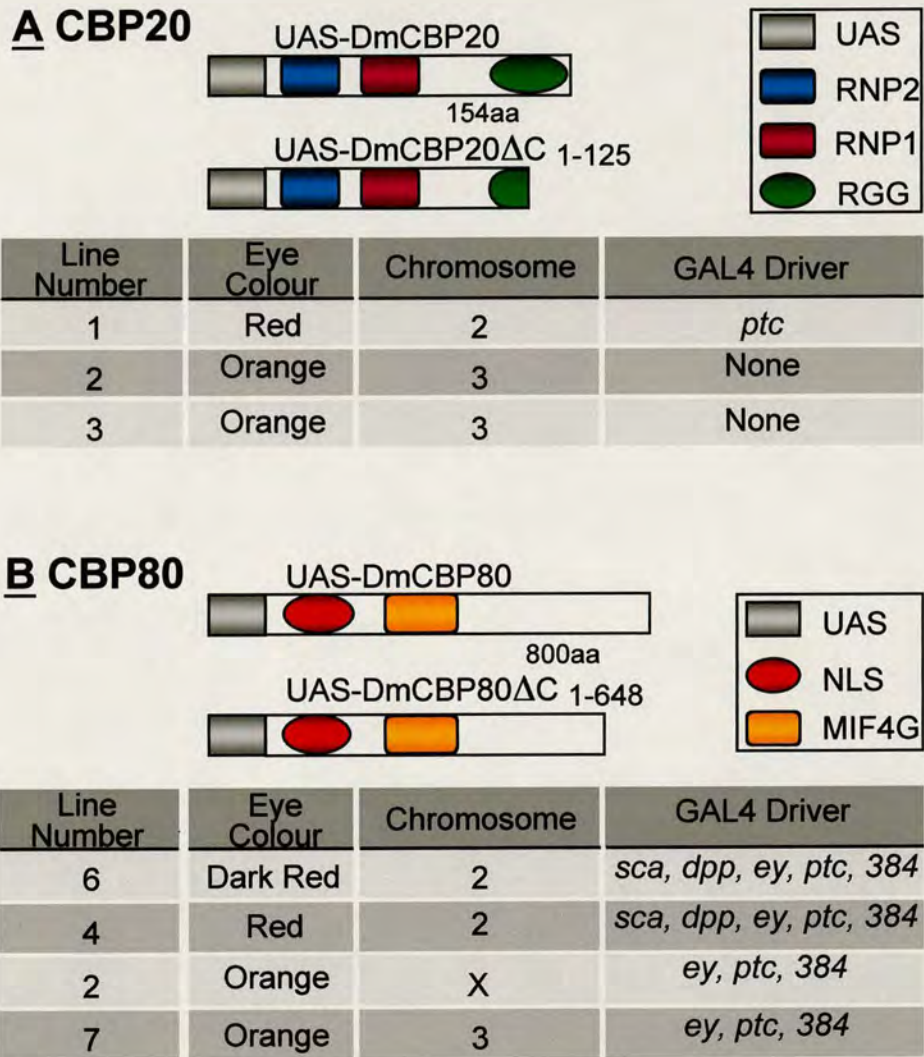 A CBP20
UAS-DmCBP20
154aa
UAS-DmCBP20ΔC 1-125
UAS
RNP2
RNP1
RGG
Line Number Eye Colour Chromosome GAL4 Driver
1 Red 2 ptc
2 Orange 3 None
3 Orange 3 None
B CBP80
UAS-DmCBP80
800aa
UAS-DmCBP80ΔC 1-648
UAS
NLS
MIF4G
Line Number Eye Colour Chromosome GAL4 Driver
6 Dark Red 2 sca, dpp, ey, ptc, 384
4 Red 2 sca, dpp, ey, ptc, 384
2 Orange X ey, ptc, 384
7 Orange 3 ey, ptc, 384